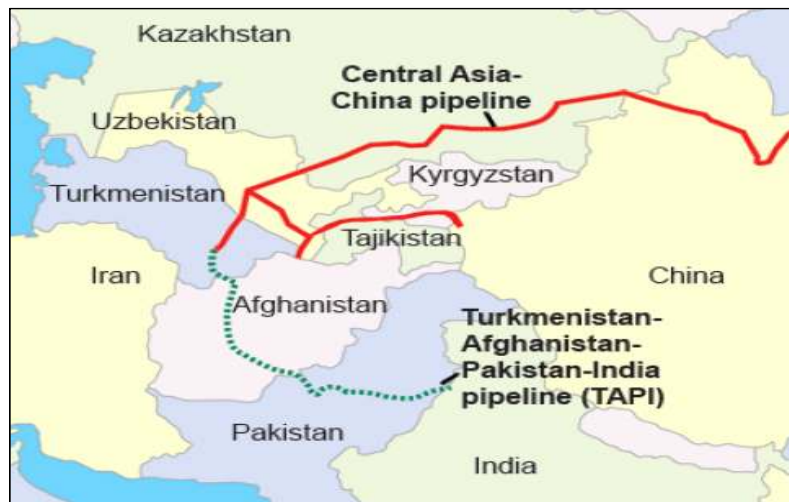 Kazakhstan
Central Asia-
China pipeline
Uzbekistan
Kyrgyzstan
Turkmenistan
Tajikistan
Iran
China
Afghanistan
Turkmenistan-
Afghanistan-
Pakistan-India
pipeline (TAPI)
Pakistan
India